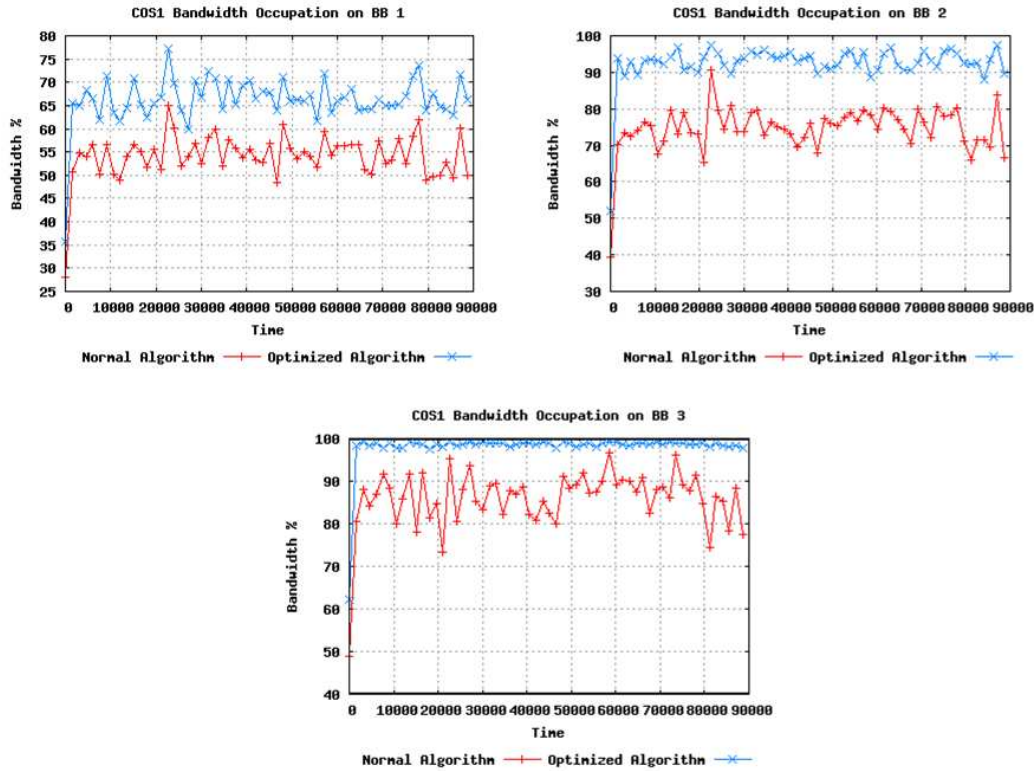 COS1 Bandwidth Occupation on BB 1
80
75
70
65
60
55
50
45
40
35
30
25
Bandwidth %
0 10000 20000 30000 40000 50000 60000 70000 80000 90000
Time
Normal Algorithm Optimized Algorithm
COS1 Bandwidth Occupation on BB 2
100
90
80
70
60
50
40
30
Bandwidth %
0 10000 20000 30000 40000 50000 60000 70000 80000 90000
Time
Normal Algorithm Optimized Algorithm
COS1 Bandwidth Occupation on BB 3
100
90
80
70
60
50
40
Bandwidth %
0 10000 20000 30000 40000 50000 60000 70000 80000 90000
Time
Normal Algorithm Optimized Algorithm